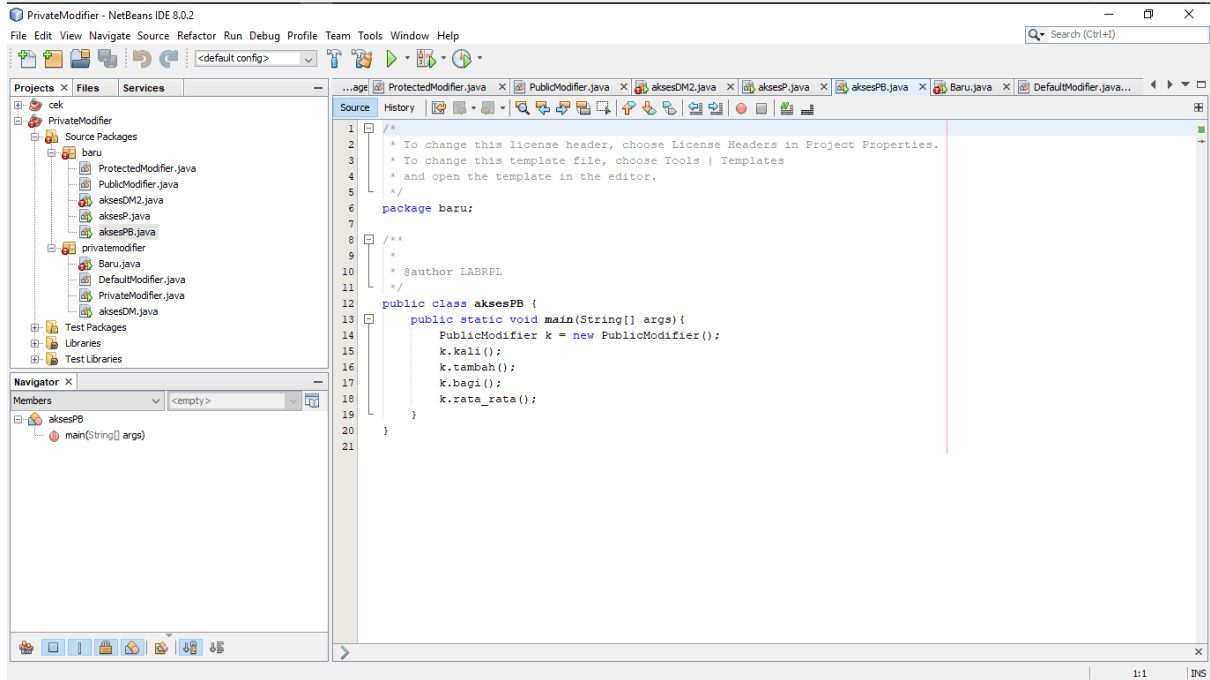 PrivateModifier - NetBeans IDE 8.0.2
File Edit View Navigate Source Refactor Run Debug Profile Team Tools Window Help
Search (Ctrl+I)
<default config>
Projects Files Services
cek
PrivateModifier
Source Packages
baru
ProtectedModifier.java
PublicModifier.java
aksesDM2.java
aksesP.java
aksesPB.java
privatemodifier
Baru.java
DefaultModifier.java
PrivateModifier.java
aksesDM.java
Test Packages
Libraries
Test Libraries
Navigator
Members <empty>
aksesPB
main(String[] args)
...age ProtectedModifier.java PublicModifier.java aksesDM2.java aksesP.java aksesPB.java Baru.java DefaultModifier.java...
Source History
1 /*
2 * To change this license header, choose License Headers in Project Properties.
3 * To change this template file, choose Tools | Templates
4 * and open the template in the editor.
5 */
6 package baru;
7
8 /**
9 *
10 * @author LABRPL
11 */
12 public class aksesPB {
13 public static void main(String[] args){
14 PublicModifier k = new PublicModifier();
15 k.kali();
16 k.tambah();
17 k.bagi();
18 k.rata_rata();
19 }
20 }
21
1:1 INS